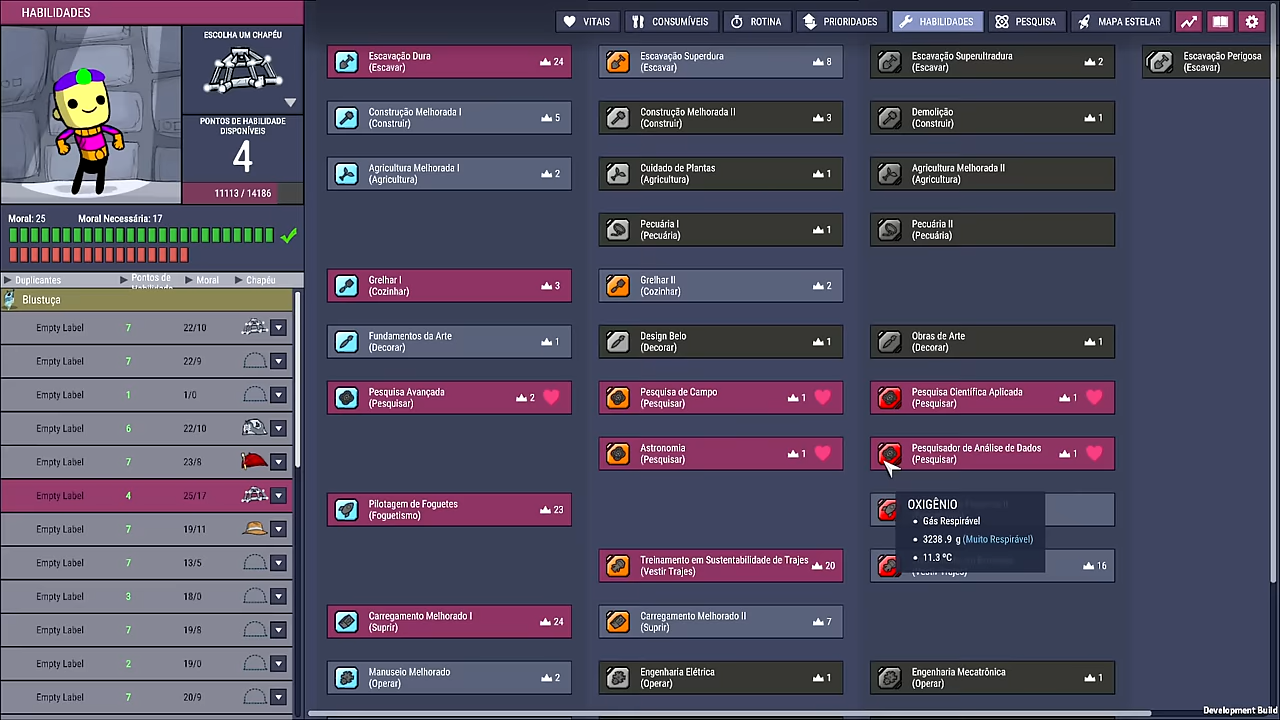 HABILIDADES
VITAIS
CONSUMÍVEIS
ROTINA
PRIORIDADES
HABILIDADES
PESQUISA
MAPA ESTELAR
ESCOLHA UM CHAPÉU
PONTOS DE HABILIDADE DISPONÍVEIS
4
11113 / 14186
Moral: 25
Moral Necessária: 17
Duplicantes
Pontos de
Moral
Chapéu
Blustuça
Empty Label 7 22/10
Empty Label 7 22/9
Empty Label 1 1/0
Empty Label 6 22/10
Empty Label 7 23/8
Empty Label 4 25/17
Empty Label 7 19/11
Empty Label 7 13/5
Empty Label 3 18/0
Empty Label 7 19/8
Empty Label 2 19/0
Empty Label 7 20/9
Escavação Dura
(Escavar)
24
Escavação Superdura
(Escavar)
8
Escavação Superultradura
(Escavar)
2
Escavação Perigosa
(Escavar)
Construção Melhorada I
(Construir)
5
Construção Melhorada II
(Construir)
3
Demolição
(Construir)
1
Agricultura Melhorada I
(Agricultura)
2
Cuidado de Plantas
(Agricultura)
1
Agricultura Melhorada II
(Agricultura)
Pecuária I
(Pecuária)
1
Pecuária II
(Pecuária)
Grelhar I
(Cozinhar)
3
Grelhar II
(Cozinhar)
2
Fundamentos da Arte
(Decorar)
1
Design Belo
(Decorar)
1
Obras de Arte
(Decorar)
1
Pesquisa Avançada
(Pesquisar)
2
Pesquisa de Campo
(Pesquisar)
1
Pesquisa Científica Aplicada
(Pesquisar)
1
Astronomia
(Pesquisar)
1
Pesquisador de Análise de Dados
(Pesquisar)
1
Pilotagem de Foguetes
(Foguetismo)
23
OXIGÊNIO
Gás Respirável
3238 .9 g (Muito Respirável)
11.3 ºC
Treinamento em Sustentabilidade de Trajes
(Vestir Trajes)
20
(Vestir Trajes)
16
Carregamento Melhorado I
(Suprir)
24
Carregamento Melhorado II
(Suprir)
7
Manuseio Melhorado
(Operar)
2
Engenharia Elétrica
(Operar)
1
Engenharia Mecatrônica
(Operar)
1
Development Build